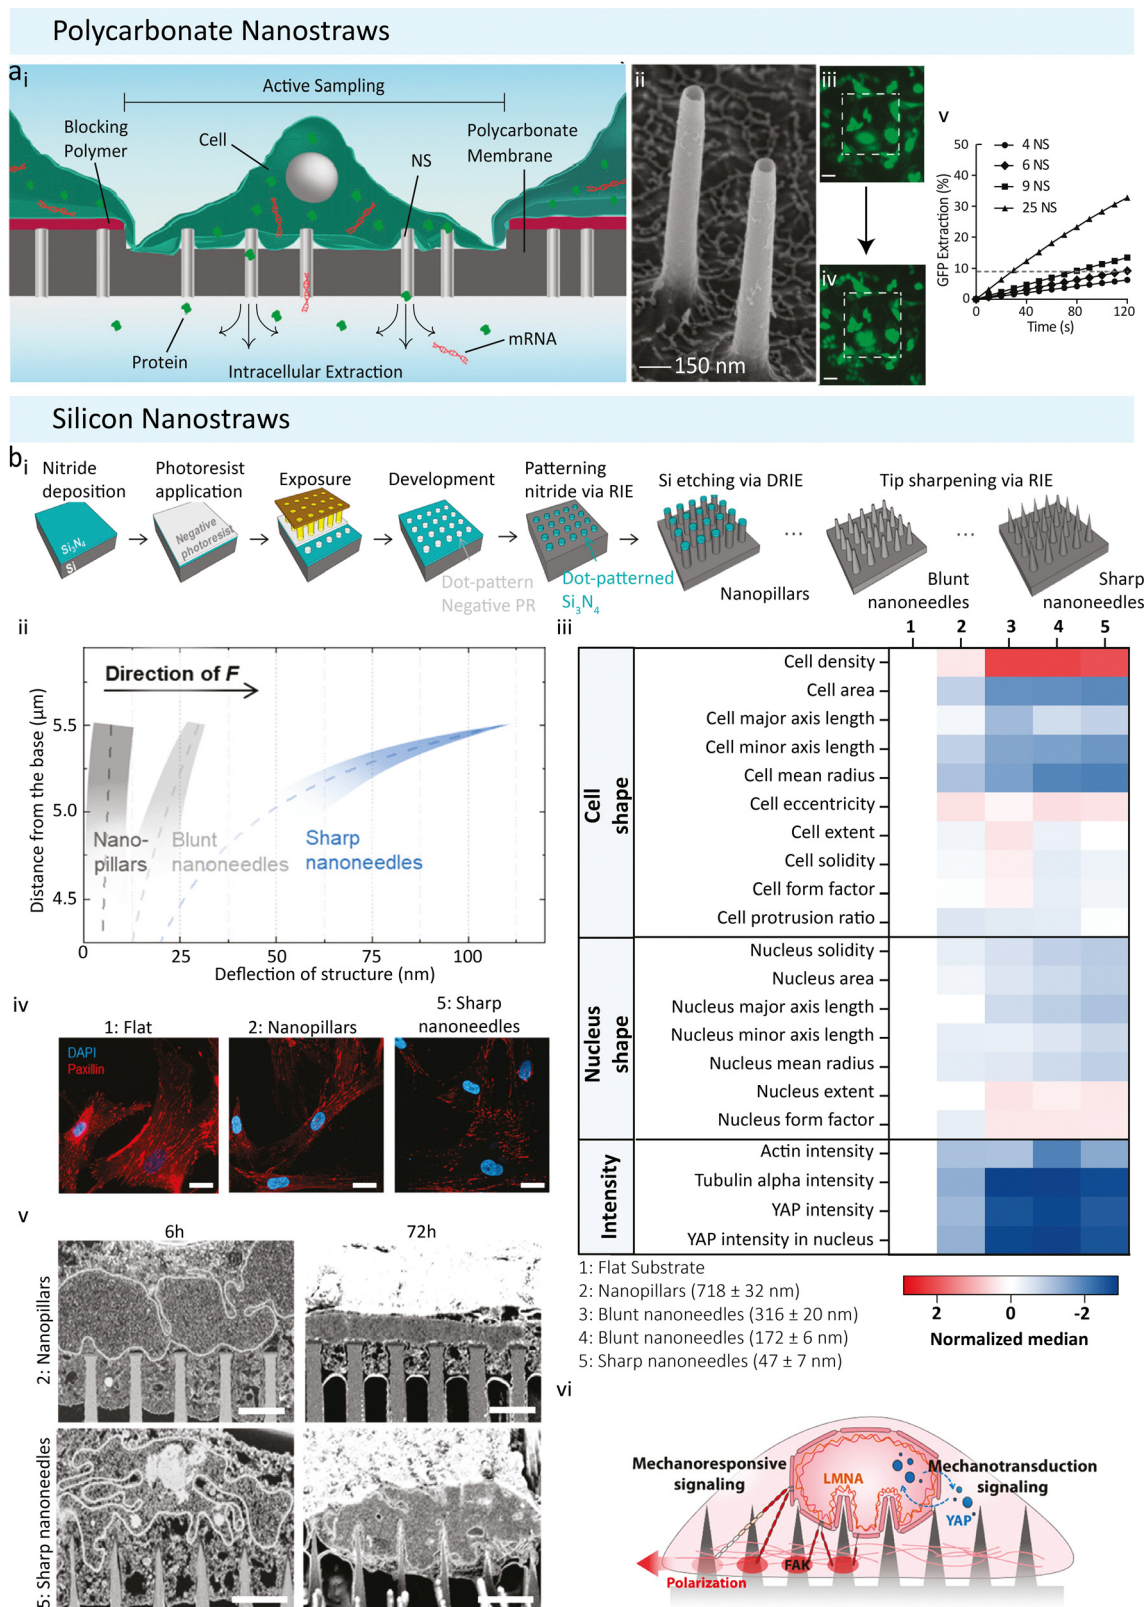 Polycarbonate Nanostraws
a i
Active Sampling
Blocking
Polymer
Cell
NS
Polycarbonate
Membrane
Protein
mRNA
Intracellular Extraction
ii
150 nm
iii
iv
v
GFP Extraction (%)
50
40
30
20
10
0
4 NS
6 NS
9 NS
25 NS
0 40 80 120
Time (s)
Silicon Nanostraws
b i
Nitride
deposition
Photoresist
application
Exposure
Development
Patterning
nitride via RIE
Si etching via DRIE
Tip sharpening via RIE
Si3N4
Si
Negative
photoresist
Dot-pattern
Negative PR
Dot-patterned
Si3N4
...
...
Nanopillars
Blunt
nanoneedles
Sharp
nanoneedles
ii
Direction of F
Distance from the base (μm)
5.5
5.0
4.5
Nano-
pillars
Blunt
nanoneedles
Sharp
nanoneedles
0 25 50 75 100
Deflection of structure (nm)
iii
1 2 3 4 5
Cell
shape
Cell density
Cell area
Cell major axis length
Cell minor axis length
Cell mean radius
Cell eccentricity
Cell extent
Cell solidity
Cell form factor
Cell protrusion ratio
Nucleus
shape
Nucleus solidity
Nucleus area
Nucleus major axis length
Nucleus minor axis length
Nucleus mean radius
Nucleus extent
Nucleus form factor
Intensity
Actin intensity
Tubulin alpha intensity
YAP intensity
YAP intensity in nucleus
1: Flat Substrate
2: Nanopillars (718 ± 32 nm)
3: Blunt nanoneedles (316 ± 20 nm)
4: Blunt nanoneedles (172 ± 6 nm)
5: Sharp nanoneedles (47 ± 7 nm)
2 0 -2
Normalized median
iv
1: Flat
2: Nanopillars
5: Sharp
nanoneedles
DAPI
Paxillin
v
6h
72h
2: Nanopillars
5: Sharp nanoneedles
vi
Mechanoresponsive
signaling
LMNA
Mechanotransduction
signaling
YAP
FAK
Polarization